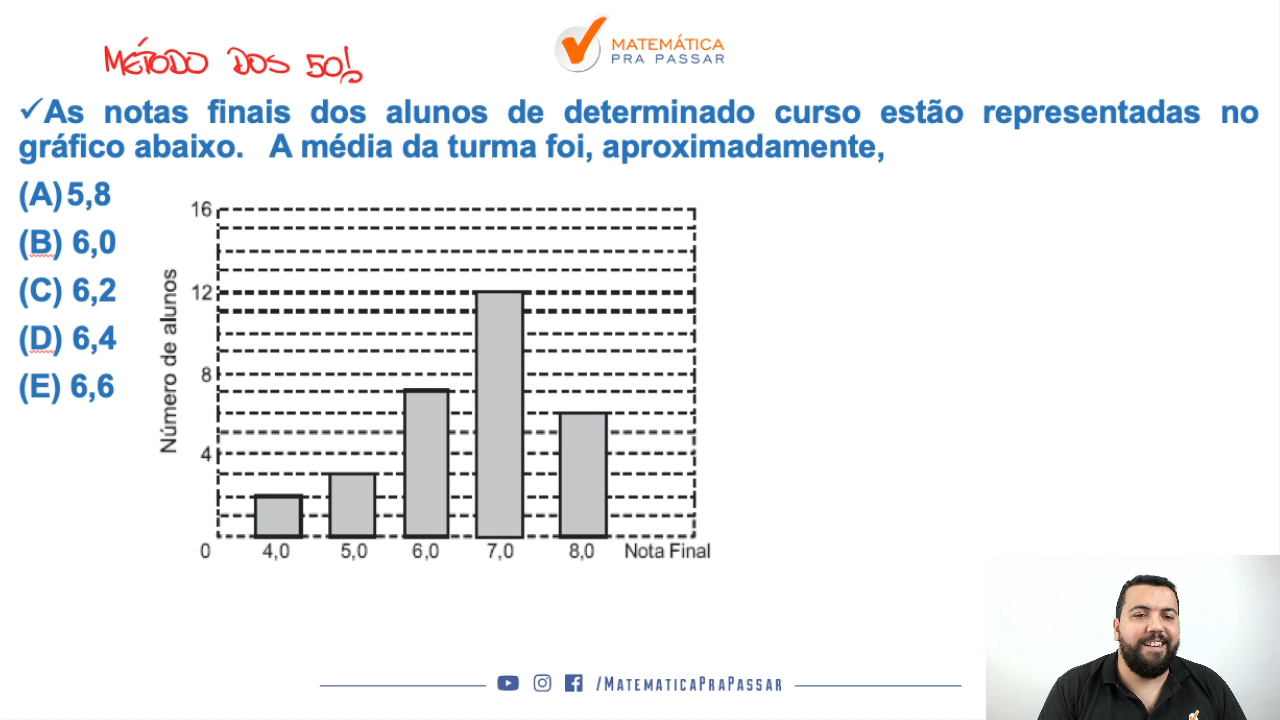 MÉTODO DOS 50!
MATEMÁTICA
PRA PASSAR
✓As notas finais dos alunos de determinado curso estão representadas no
gráfico abaixo. A média da turma foi, aproximadamente,
(A) 5,8
(B) 6,0
(C) 6,2
(D) 6,4
(E) 6,6
Número de alunos
16
12
8
4
0
4,0 5,0 6,0 7,0 8,0 Nota Final
/MATEMATICAPRAPASSAR